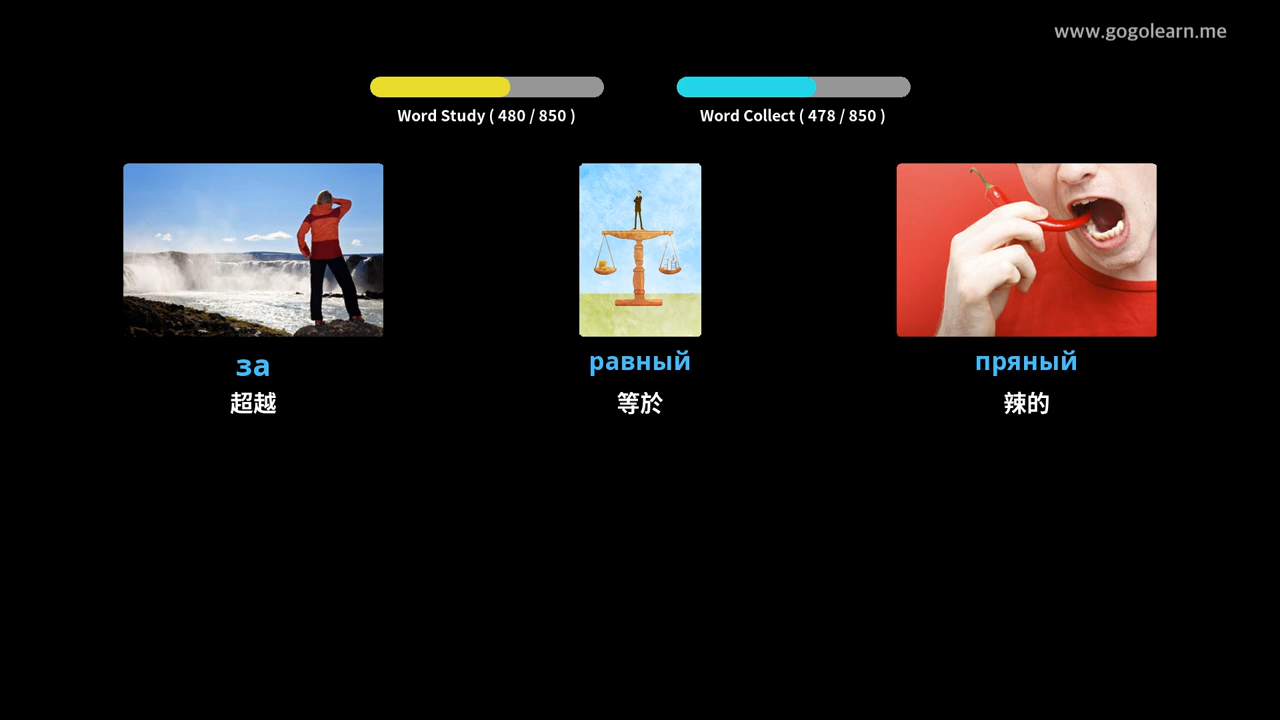 www.gogolearn.me
Word Study ( 480 / 850 )
Word Collect ( 478 / 850 )
за
равный
пряный
超越
等於
辣的